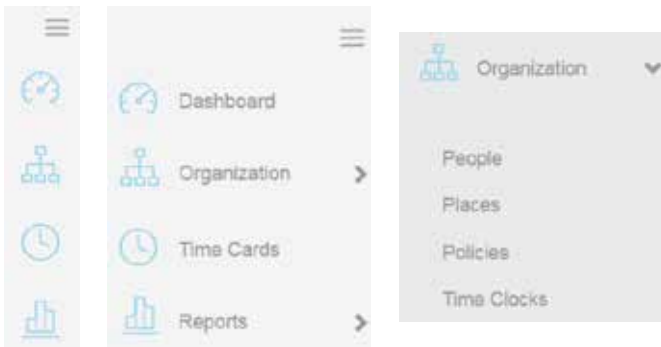 Dashboard
Organization
Time Cards
Reports
Organization
People
Places
Policies
Time Clocks